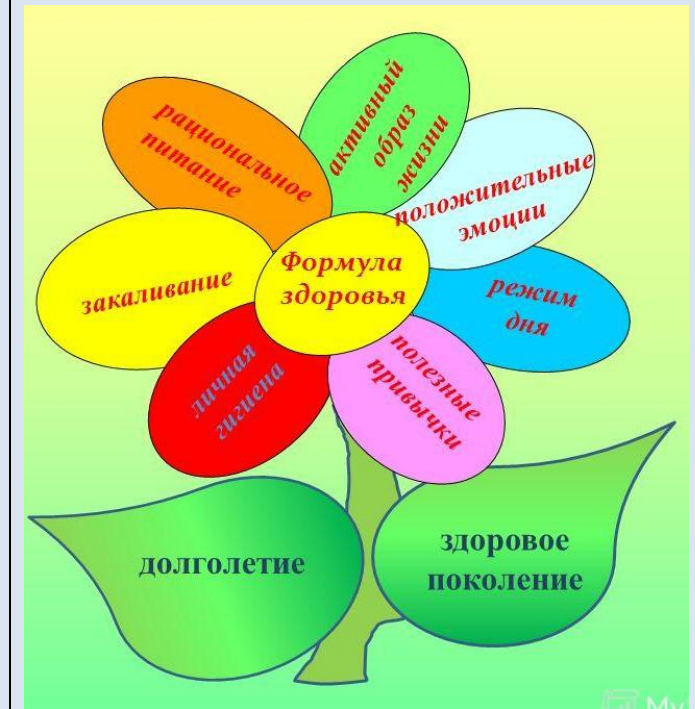 активный
образ
жизни
рациональное
питание
положительные
эмоции
Формула
здоровья
закаливание
режим
дня
личная
гигиена
полезные
привычки
долголетие
здоровое
поколение
My